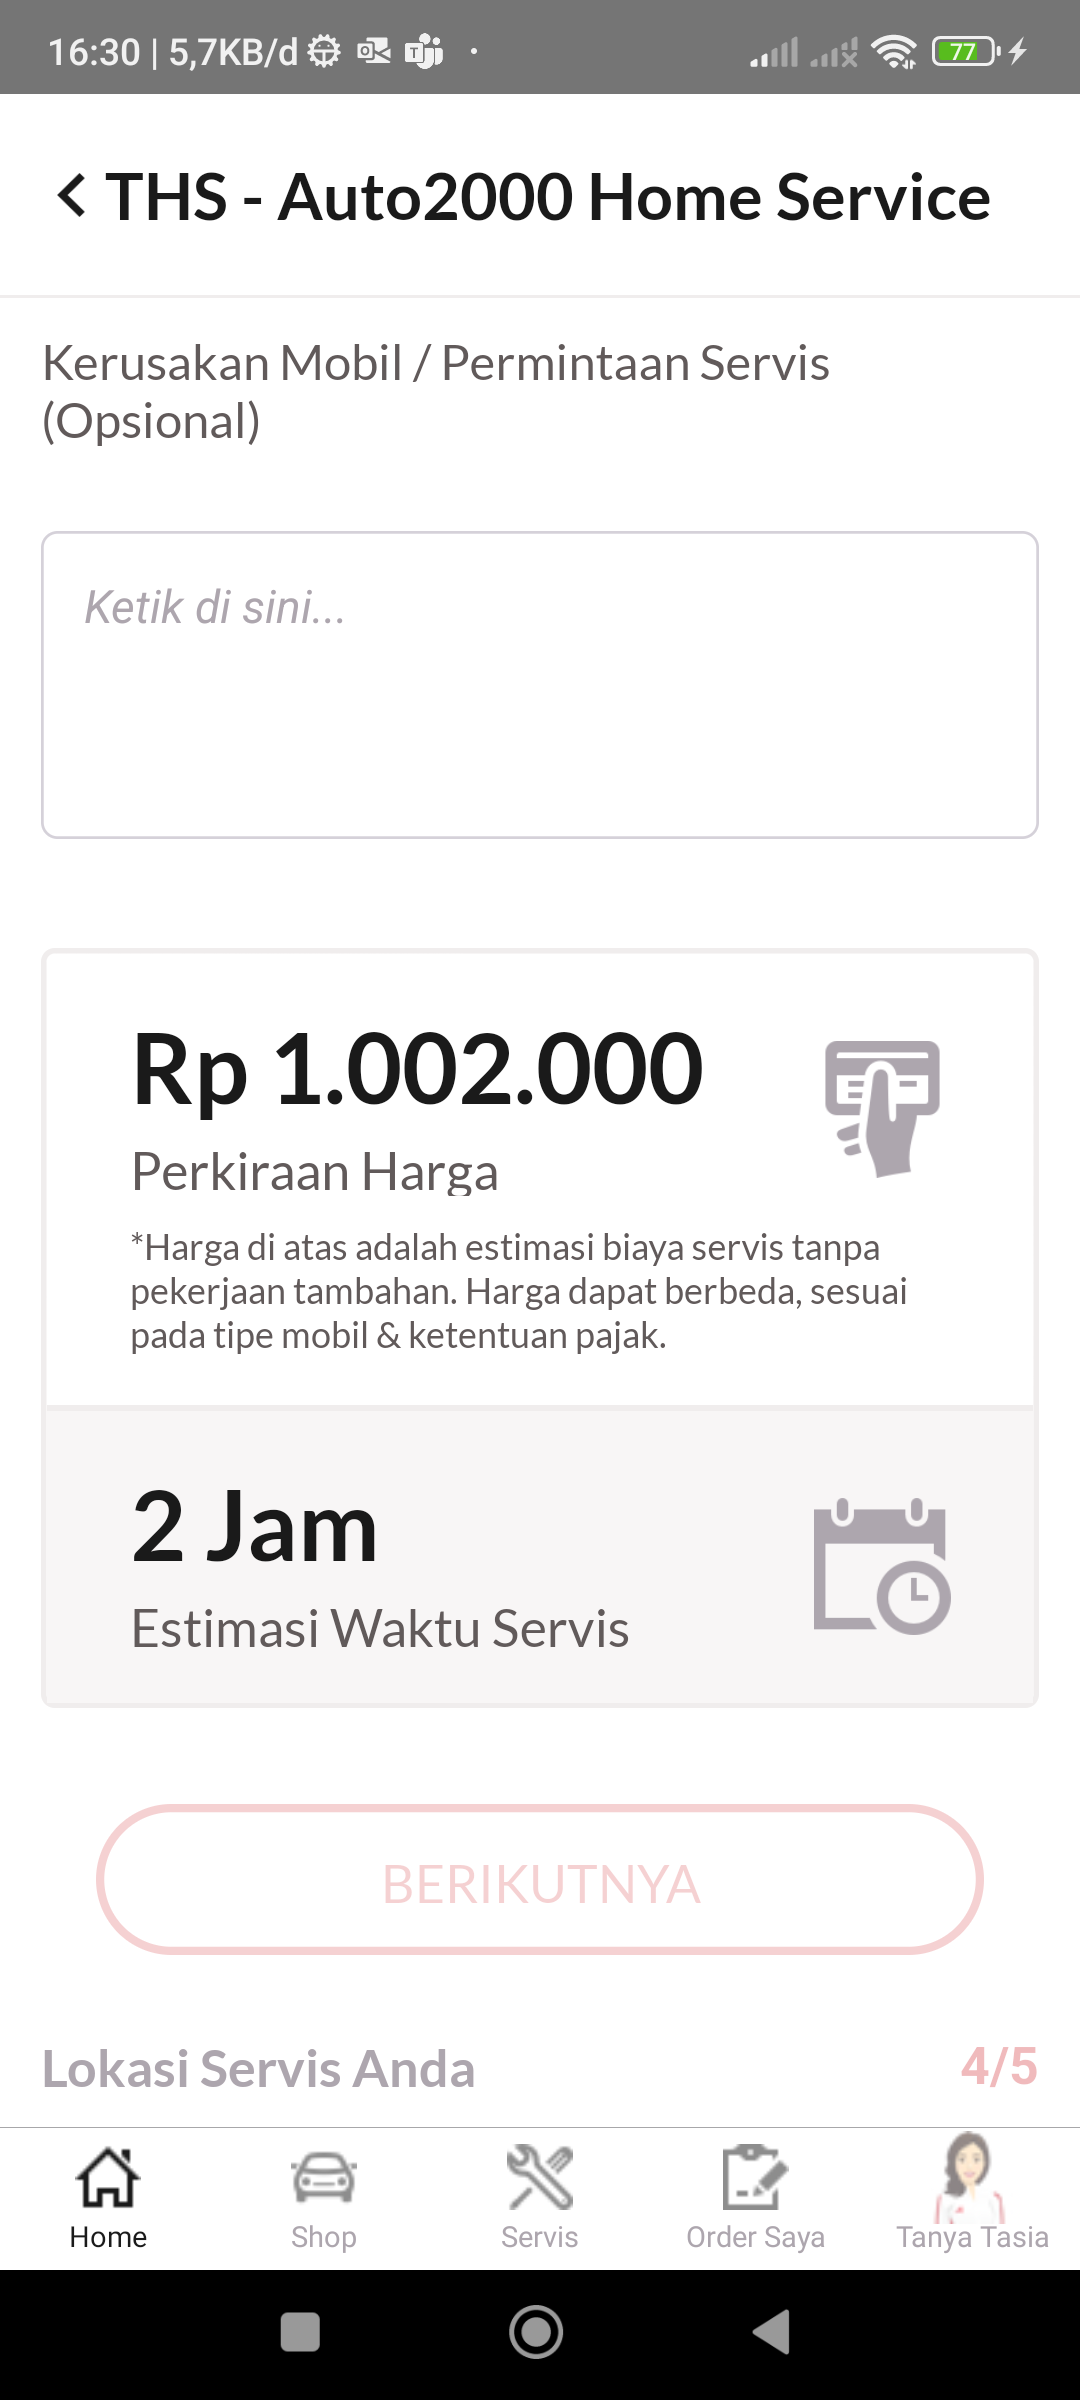 16:30 | 5,7KB/d
77
THS - Auto2000 Home Service
Kerusakan Mobil / Permintaan Servis
(Opsional)
Ketik di sini...
Rp 1.002.000
Perkiraan Harga
*Harga di atas adalah estimasi biaya servis tanpa
pekerjaan tambahan. Harga dapat berbeda, sesuai
pada tipe mobil & ketentuan pajak.
2 Jam
Estimasi Waktu Servis
BERIKUTNYA
Lokasi Servis Anda 4/5
Home Shop Servis Order Saya Tanya Tasia